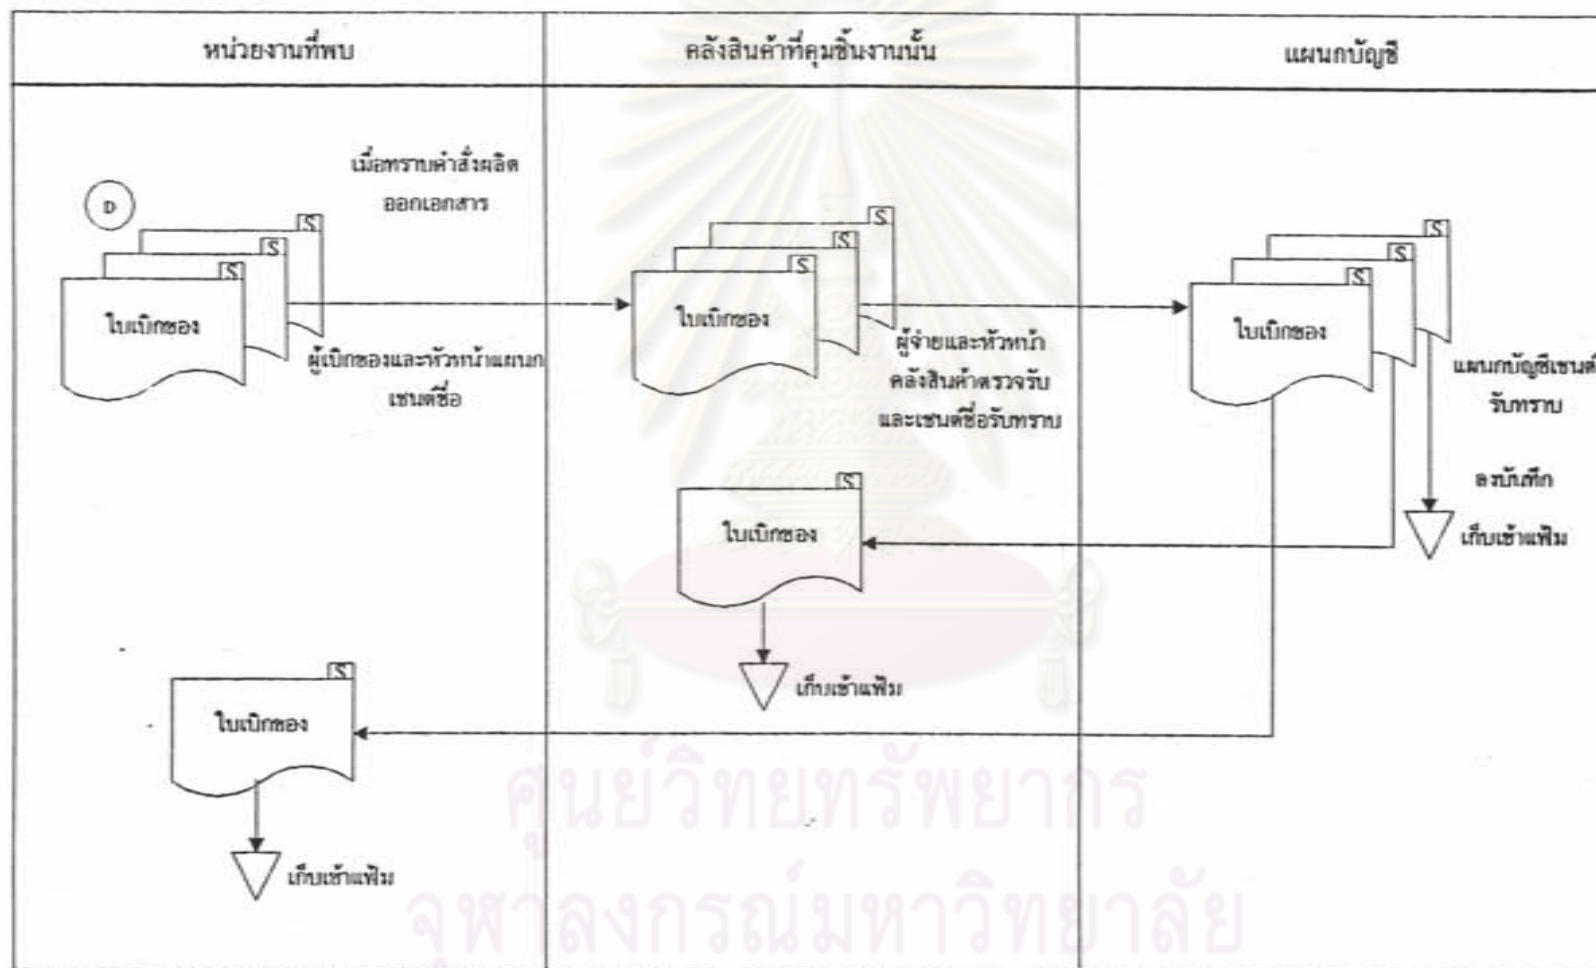 หน่วยงานที่พบ
คลังสินค้าที่คุมชิ้นงานนั้น
แผนกบัญชี
เมื่อทราบคำสั่งผลิต
ออกเอกสาร
D
S
S
S
ใบเบิกของ
ผู้เบิกของและหัวหน้าแผนก
เซนต์ชื่อ
S
S
S
ใบเบิกของ
ผู้จ่ายและหัวหน้า
คลังสินค้าตรวจรับ
และเซนต์ชื่อรับทราบ
S
S
S
ใบเบิกของ
แผนกบัญชีเซนต์
รับทราบ
ลงบันทึก
เก็บเข้าแฟ้ม
S
ใบเบิกของ
เก็บเข้าแฟ้ม
S
ใบเบิกของ
เก็บเข้าแฟ้ม
ศูนย์วิทยทรัพยากร
จุฬาลงกรณ์มหาวิทยาลัย